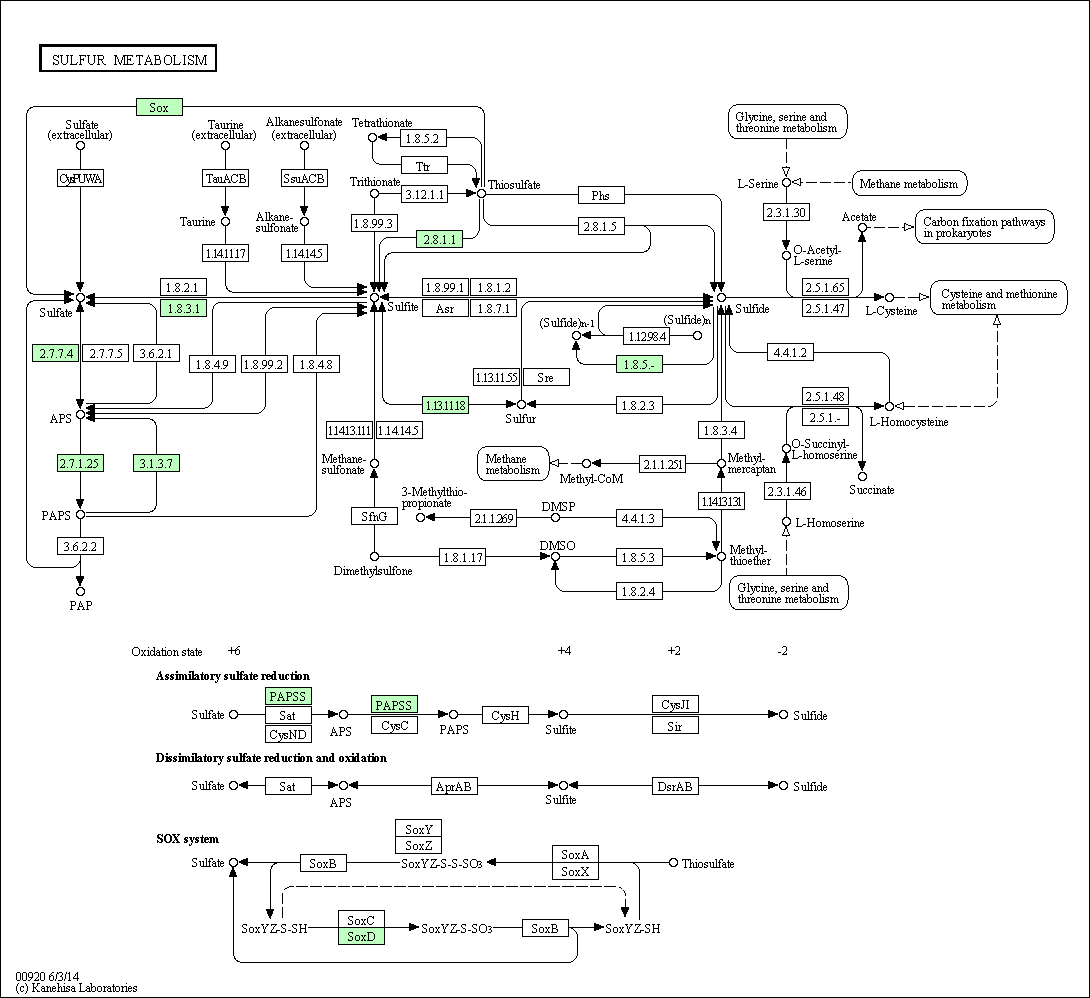 SULFUR METABOLISM
Sox
Sulfate
(extracellular)
Taurine
(extracellular)
Alkanesulfonate
(extracellular)
Tetrathionate
1.8.5.2
Ttr
Glycine, serine and
threonine metabolism
CysPUWA
TauACB
SsuACB
Trithionate
3.12.1.1
Thiosulfate
Phs
L-Serine
Methane metabolism
Taurine
Alkane-
sulfonate
1.8.99.3
2.8.1.1
2.8.1.5
2.3.1.30
Acetate
Carbon fixation pathways
in prokaryotes
1.14.11.17
1.14.14.5
O-Acetyl-
L-serine
1.8.2.1
1.8.3.1
1.8.99.1
1.8.1.2
Asr
1.8.7.1
2.5.1.65
2.5.1.47
Sulfate
Sulfite
Sulfide
L-Cysteine
Cysteine and methionine
metabolism
(Sulfide)n-1
(Sulfide)n
1.12.98.4
2.7.7.4
2.7.7.5
3.6.2.1
1.8.4.9
1.8.99.2
1.8.4.8
1.8.5.-
4.4.1.2
1.13.11.55
Sre
1.13.11.18
Sulfur
1.8.2.3
2.5.1.48
2.5.1.-
L-Homocysteine
APS
1.14.13.111
1.14.14.5
1.8.3.4
O-Succinyl-
L-homoserine
2.7.1.25
3.1.3.7
Methane-
sulfonate
Methane
metabolism
Methyl-CoM
2.1.1.251
Methyl-
mercaptan
Succinate
3-Methylthio-
propionate
2.3.1.46
1.14.13.131
PAPS
SfnG
2.1.1.269
DMSP
4.4.1.3
L-Homoserine
3.6.2.2
Dimethylsulfone
1.8.1.17
DMSO
1.8.5.3
Methyl-
thioether
1.8.2.4
Glycine, serine and
threonine metabolism
PAP
Oxidation state +6 +4 +2 -2
Assimilatory sulfate reduction
PAPSS
Sat
CysND
PAPSS
CysC
CysH
CysJI
Sir
Sulfate
APS
PAPS
Sulfite
Sulfide
Dissimilatory sulfate reduction and oxidation
Sulfate
Sat
APS
AprAB
Sulfite
DsrAB
Sulfide
SOX system
SoxY
SoxZ
Sulfate
SoxB
SoxYZ-S-S-SO3
SoxA
SoxX
Thiosulfate
SoxYZ-S-SH
SoxC
SoxD
SoxYZ-S-SO3
SoxB
SoxYZ-SH
00920 6/3/14
(c) Kanehisa Laboratories